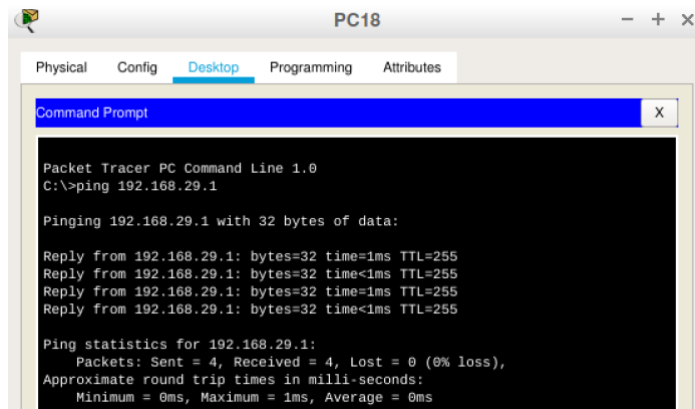 PC18
Physical Config Desktop Programming Attributes
Command Prompt
X
Packet Tracer PC Command Line 1.0
C:\>ping 192.168.29.1
Pinging 192.168.29.1 with 32 bytes of data:
Reply from 192.168.29.1: bytes=32 time=1ms TTL=255
Reply from 192.168.29.1: bytes=32 time<1ms TTL=255
Reply from 192.168.29.1: bytes=32 time=1ms TTL=255
Reply from 192.168.29.1: bytes=32 time<1ms TTL=255
Ping statistics for 192.168.29.1:
Packets: Sent = 4, Received = 4, Lost = 0 (0% loss),
Approximate round trip times in milli-seconds:
Minimum = 0ms, Maximum = 1ms, Average = 0ms